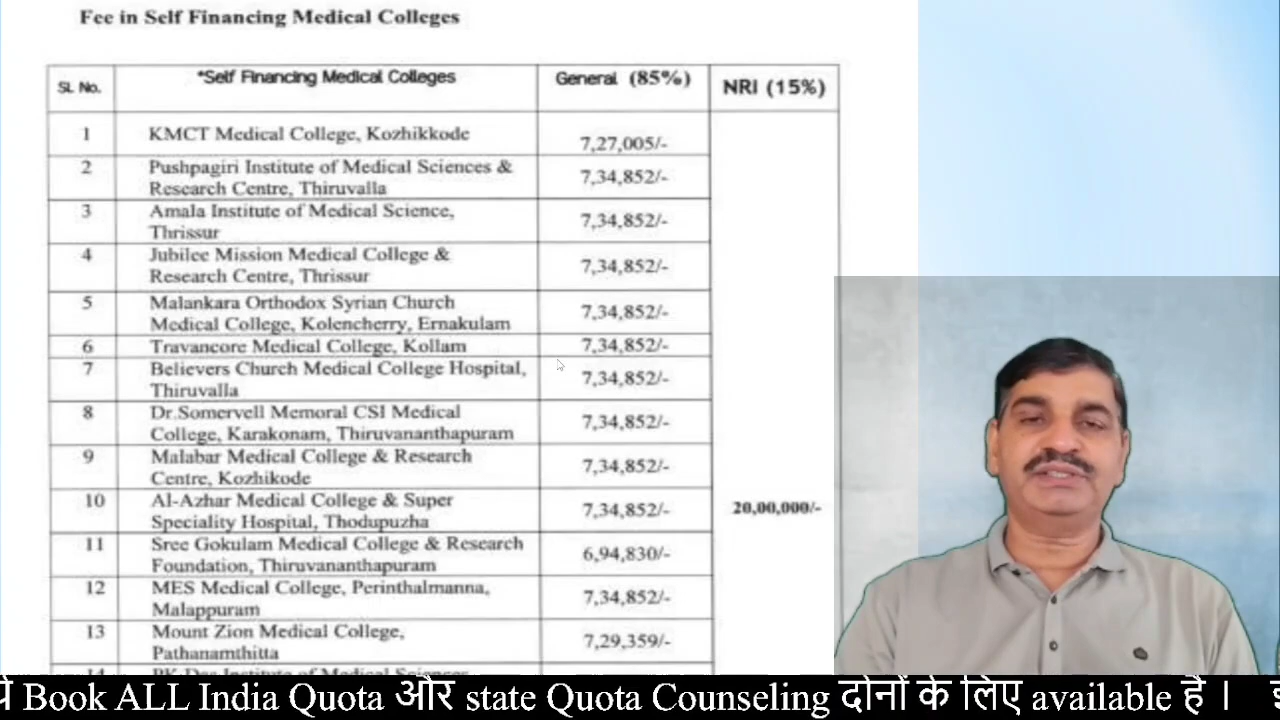 Fee in Self Financing Medical Colleges
SL No. *Self Financing Medical Colleges General (85%) NRI (15%)
1 KMCT Medical College, Kozhikkode 7,27,005/-
2 Pushpagiri Institute of Medical Sciences & Research Centre, Thiruvalla 7,34,852/-
3 Amala Institute of Medical Science, Thrissur 7,34,852/-
4 Jubilee Mission Medical College & Research Centre, Thrissur 7,34,852/-
5 Malankara Orthodox Syrian Church Medical College, Kolencherry, Ernakulam 7,34,852/-
6 Travancore Medical College, Kollam 7,34,852/-
7 Believers Church Medical College Hospital, Thiruvalla 7,34,852/-
8 Dr.Somervell Memoral CSI Medical College, Karakonam, Thiruvananthapuram 7,34,852/-
9 Malabar Medical College & Research Centre, Kozhikode 7,34,852/-
10 Al-Azhar Medical College & Super Speciality Hospital, Thodupuzha 7,34,852/-
20,00,000/-
11 Sree Gokulam Medical College & Research Foundation, Thiruvananthapuram 6,94,830/-
12 MES Medical College, Perinthalmanna, Malappuram 7,34,852/-
13 Mount Zion Medical College, Pathanamthitta 7,29,359/-
14 PK Das Institute of Medical Sciences
Book ALL India Quota और state Quota Counseling दोनों के लिए available है ।